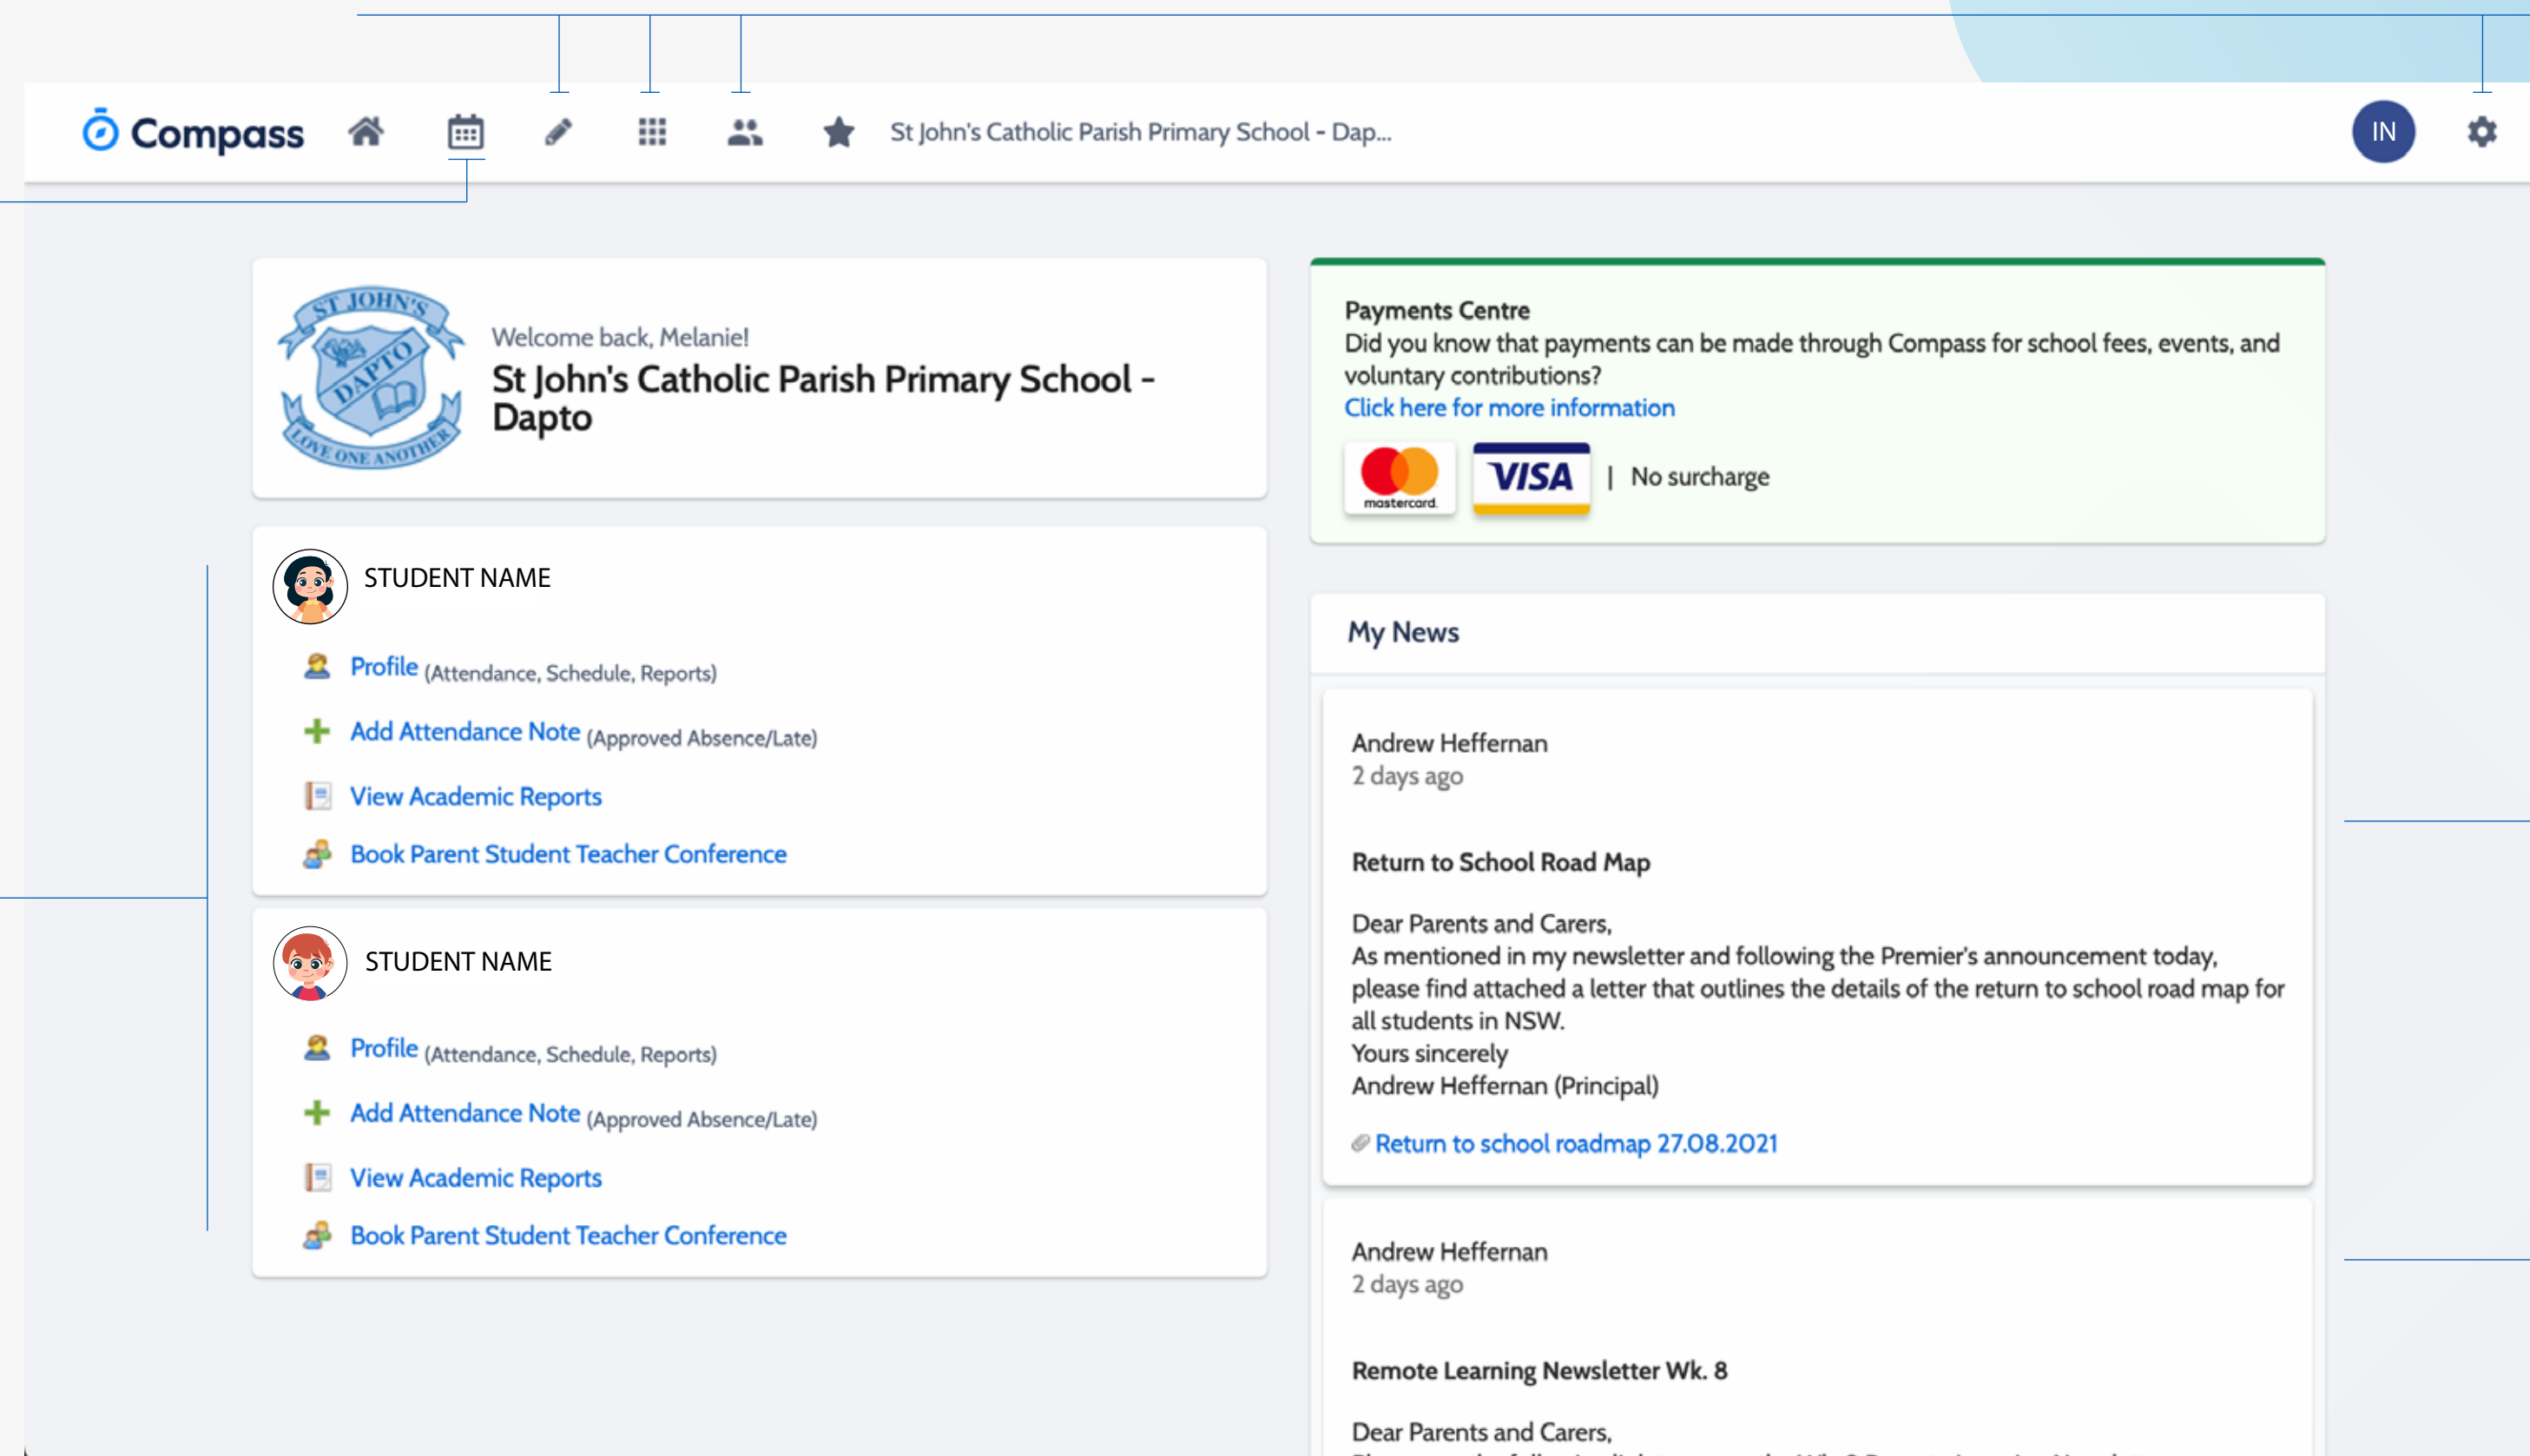 Compass
St John's Catholic Parish Primary School - Dap...
IN
ST JOHN'S
DAPTO
LOVE ONE ANOTHER
Welcome back, Melanie!
St John's Catholic Parish Primary School -
Dapto
STUDENT NAME
Profile (Attendance, Schedule, Reports)
Add Attendance Note (Approved Absence/Late)
View Academic Reports
Book Parent Student Teacher Conference
STUDENT NAME
Profile (Attendance, Schedule, Reports)
Add Attendance Note (Approved Absence/Late)
View Academic Reports
Book Parent Student Teacher Conference
Payments Centre
Did you know that payments can be made through Compass for school fees, events, and
voluntary contributions?
Click here for more information
mastercard.
VISA
| No surcharge
My News
Andrew Heffernan
2 days ago
Return to School Road Map
Dear Parents and Carers,
As mentioned in my newsletter and following the Premier's announcement today,
please find attached a letter that outlines the details of the return to school road map for
all students in NSW.
Yours sincerely
Andrew Heffernan (Principal)
Return to school roadmap 27.08.2021
Andrew Heffernan
2 days ago
Remote Learning Newsletter Wk. 8
Dear Parents and Carers,